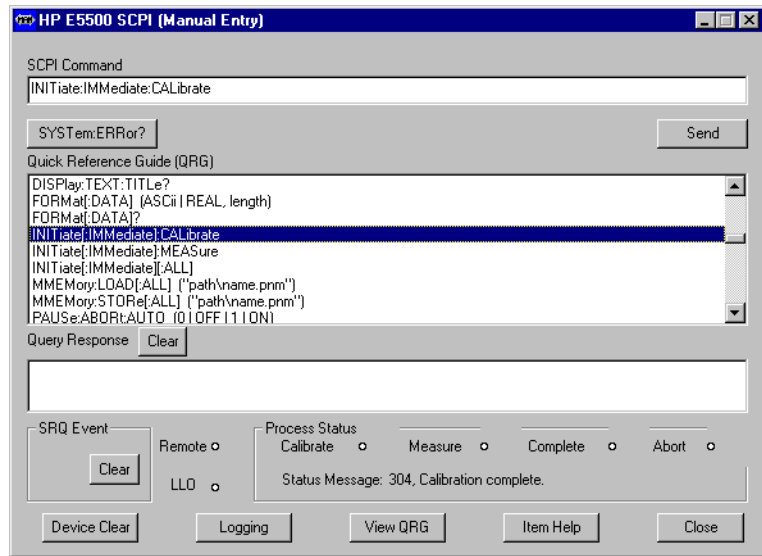 HP E5500 SCPI (Manual Entry)
SCPI Command
INITiate:IMMediate:CALibrate
SYSTem:ERRor?
Send
Quick Reference Guide (QRG)
DISPlay:TEXT:TITLe?
FORMat[:DATA] (ASCii | REAL, length)
FORMat[:DATA]?
INITiate[:IMMediate]:CALibrate
INITiate[:IMMediate]:MEASure
INITiate[:IMMediate][:ALL]
MMEMory:LOAD[:ALL] ("path\name.pnm")
MMEMory:STORe[:ALL] ("path\name.pnm")
PAUSe:ABORt:AUTO (0 | OFF | 1 | ON)
Query Response Clear
SRQ Event
Clear
Remote
LLO
Process Status
Calibrate Measure Complete Abort
Status Message: 304, Calibration complete.
Device Clear Logging View QRG Item Help Close